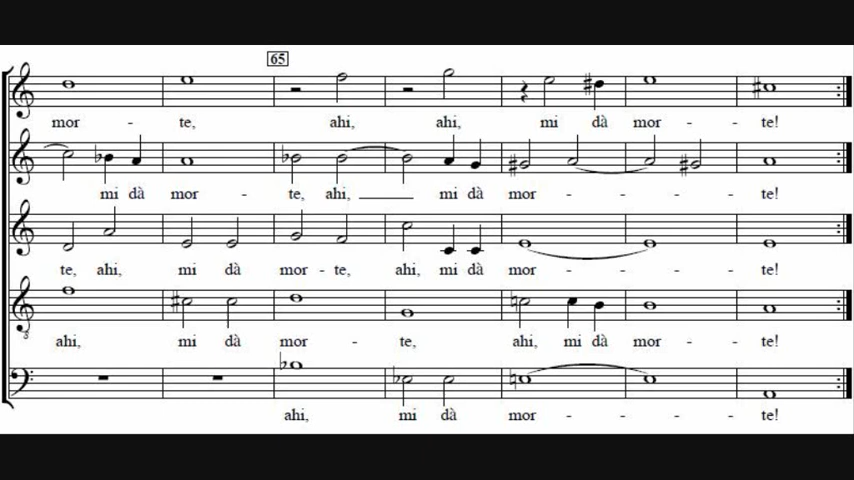 65
mor - te, ahi, ahi, mi dà mor - te!
mi dà mor - te, ahi, mi dà mor - - - te!
te, ahi, mi dà mor - te, ahi, mi dà mor - - - te!
8
ahi, mi dà mor - te, ahi, mi dà mor - te!
ahi, mi dà mor - - - te!